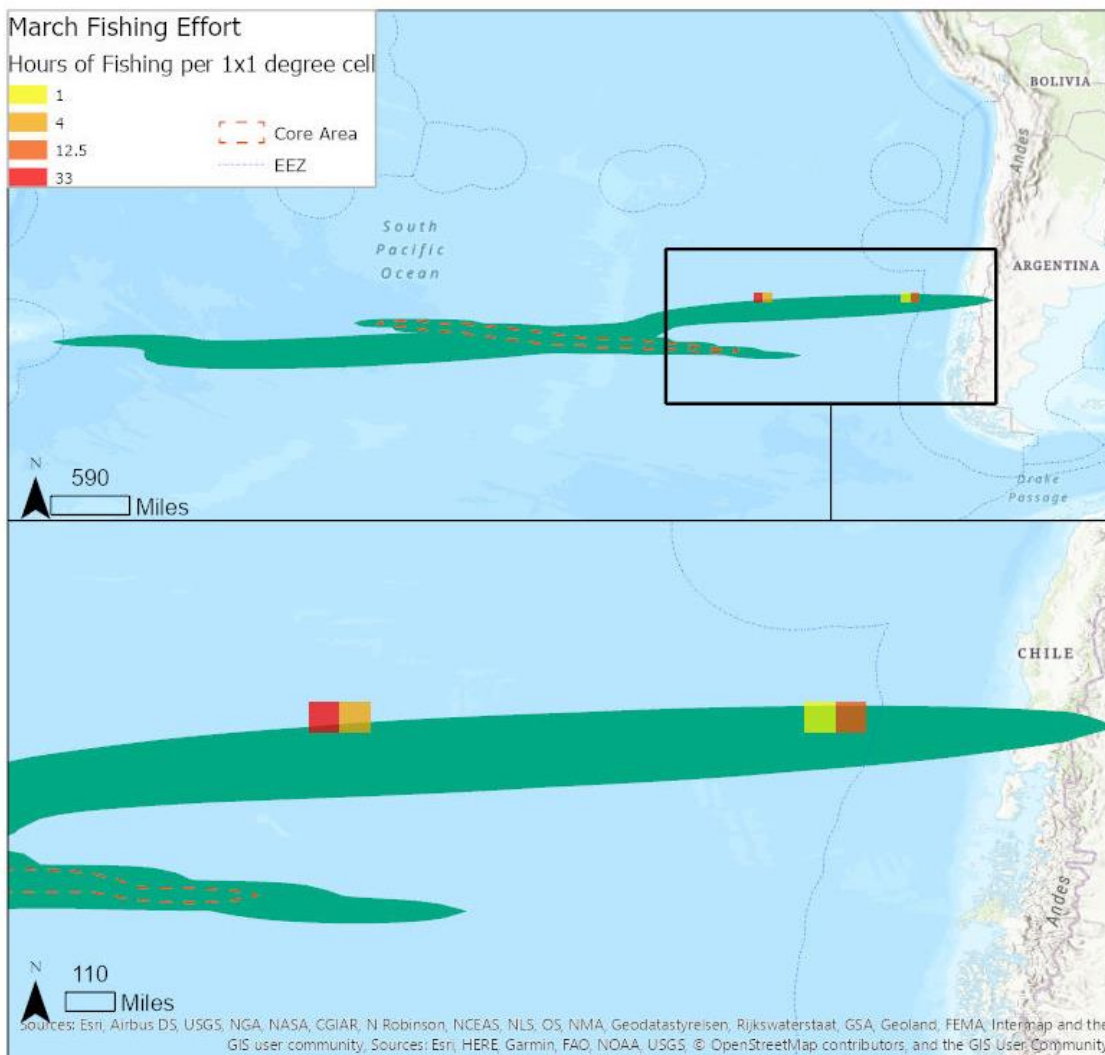 March Fishing Effort
Hours of Fishing per 1x1 degree cell
1
4
12.5
33
Core Area
EEZ
BOLIVIA
Andes
South
Pacific
Ocean
ARGENTINA
Drake
Passage
N
590
Miles
CHILE
Andes
N
110
Miles
Sources: Esri, Airbus DS, USGS, NGA, NASA, CGIAR, N Robinson, NCEAS, NLS, OS, NMA, Geodatastyrelsen, Rijkswaterstaat, GSA, Geoland, FEMA, Intermap and the
GIS user community, Sources: Esri, HERE, Garmin, FAO, NOAA, USGS, © OpenStreetMap contributors, and the GIS User Community